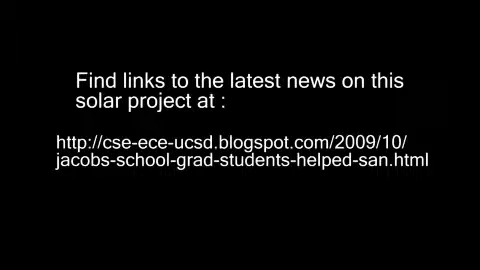 Find links to the latest news on this
solar project at :
http://cse-ece-ucsd.blogspot.com/2009/10/
jacobs-school-grad-students-helped-san.html